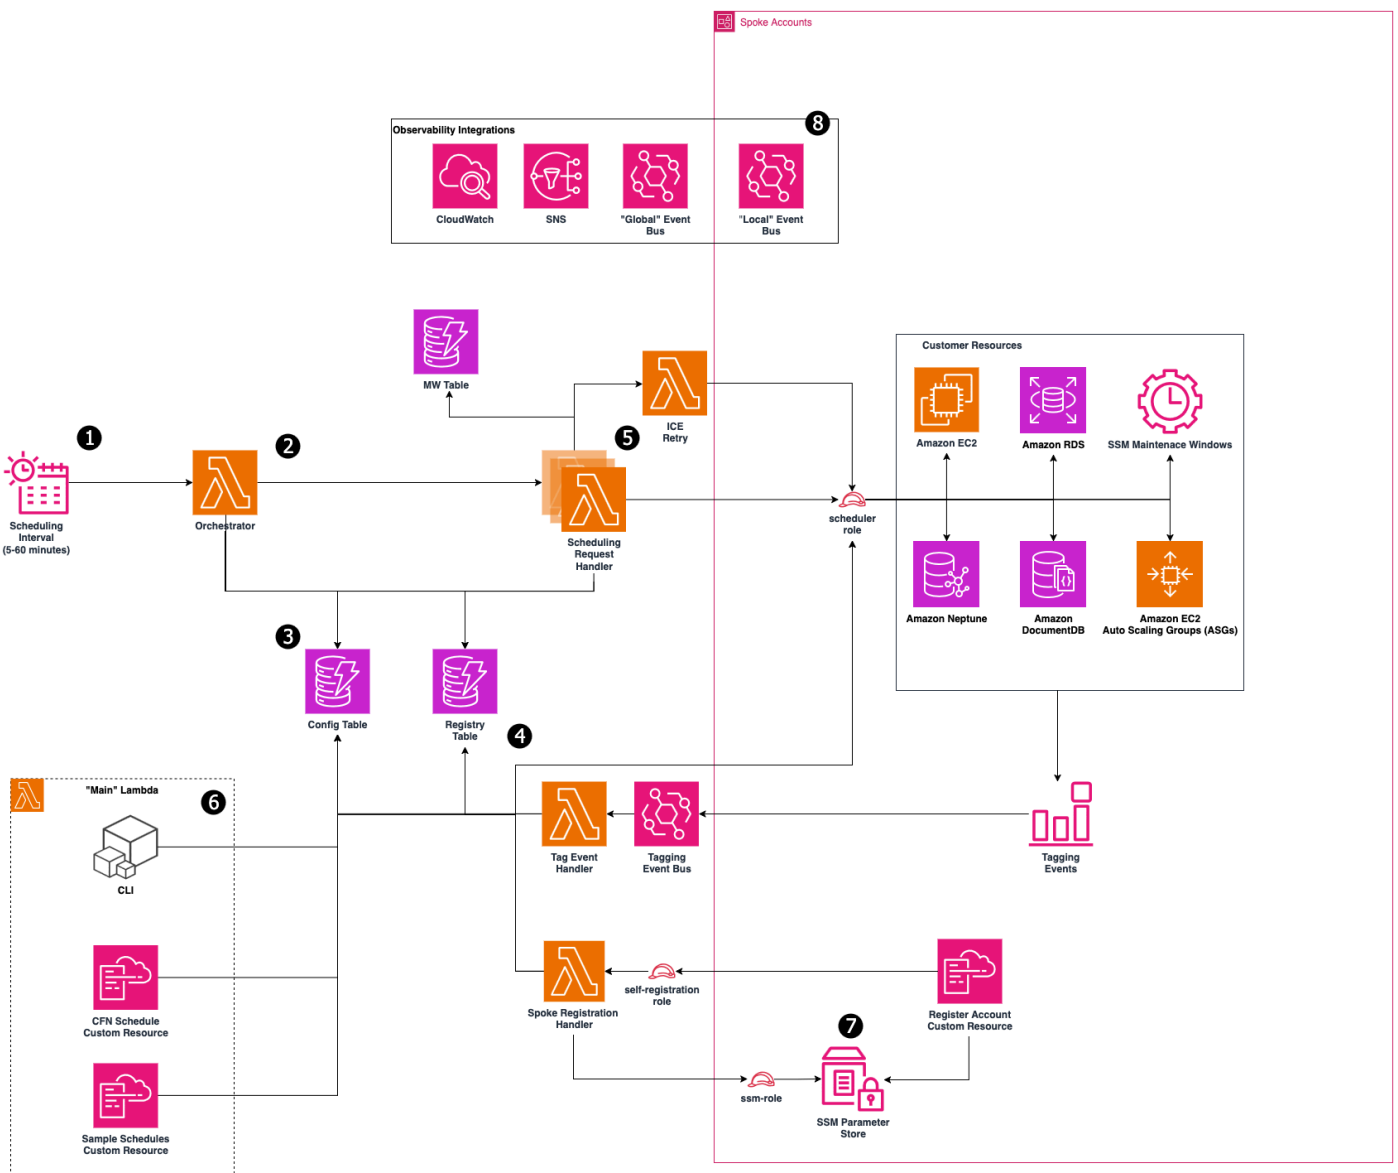 Spoke Accounts
8
Observability Integrations
CloudWatch
SNS
"Global" Event
Bus
"Local" Event
Bus
MW Table
ICE
Retry
Customer Resources
Amazon EC2
Amazon RDS
SSM Maintenace Windows
1
2
5
Scheduling
Interval
(5-60 minutes)
Orchestrator
Scheduling
Request
Handler
scheduler
role
Amazon Neptune
Amazon
DocumentDB
Amazon EC2
Auto Scaling Groups (ASGs)
3
Config Table
Registry
Table
4
"Main" Lambda
6
CLI
Tag Event
Handler
Tagging
Event Bus
Tagging
Events
CFN Schedule
Custom Resource
Spoke Registration
Handler
self-registration
role
Register Account
Custom Resource
7
Sample Schedules
Custom Resource
ssm-role
SSM Parameter
Store